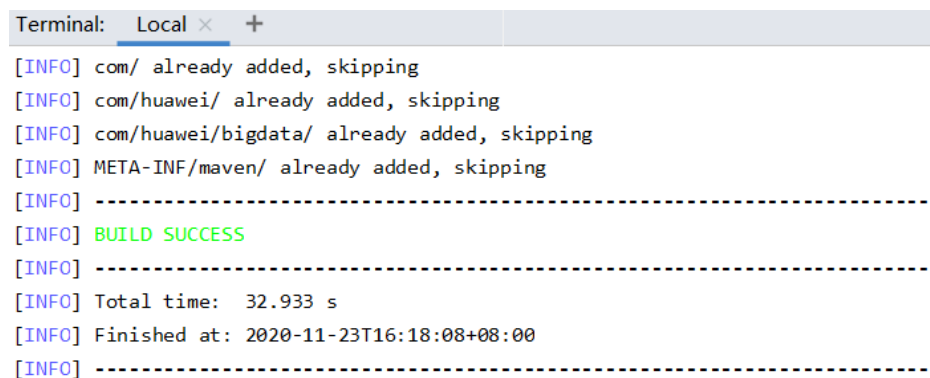 Terminal: Local × +
[INFO] com/ already added, skipping
[INFO] com/huawei/ already added, skipping
[INFO] com/huawei/bigdata/ already added, skipping
[INFO] META-INF/maven/ already added, skipping
[INFO] ------------------------------------------------------------------------
[INFO] BUILD SUCCESS
[INFO] ------------------------------------------------------------------------
[INFO] Total time:  32.933 s
[INFO] Finished at: 2020-11-23T16:18:08+08:00
[INFO] ------------------------------------------------------------------------